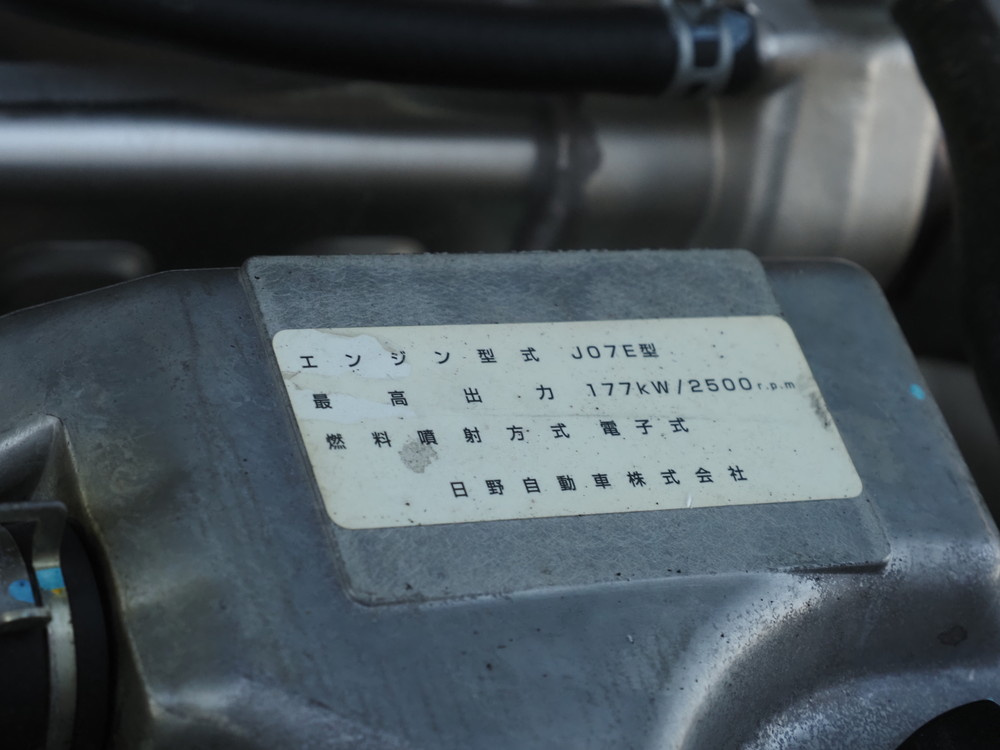 エンジン型式 J07E型
最高出力 177kW/2500r.p.m
燃料噴射方式 電子式
日野自動車株式会社